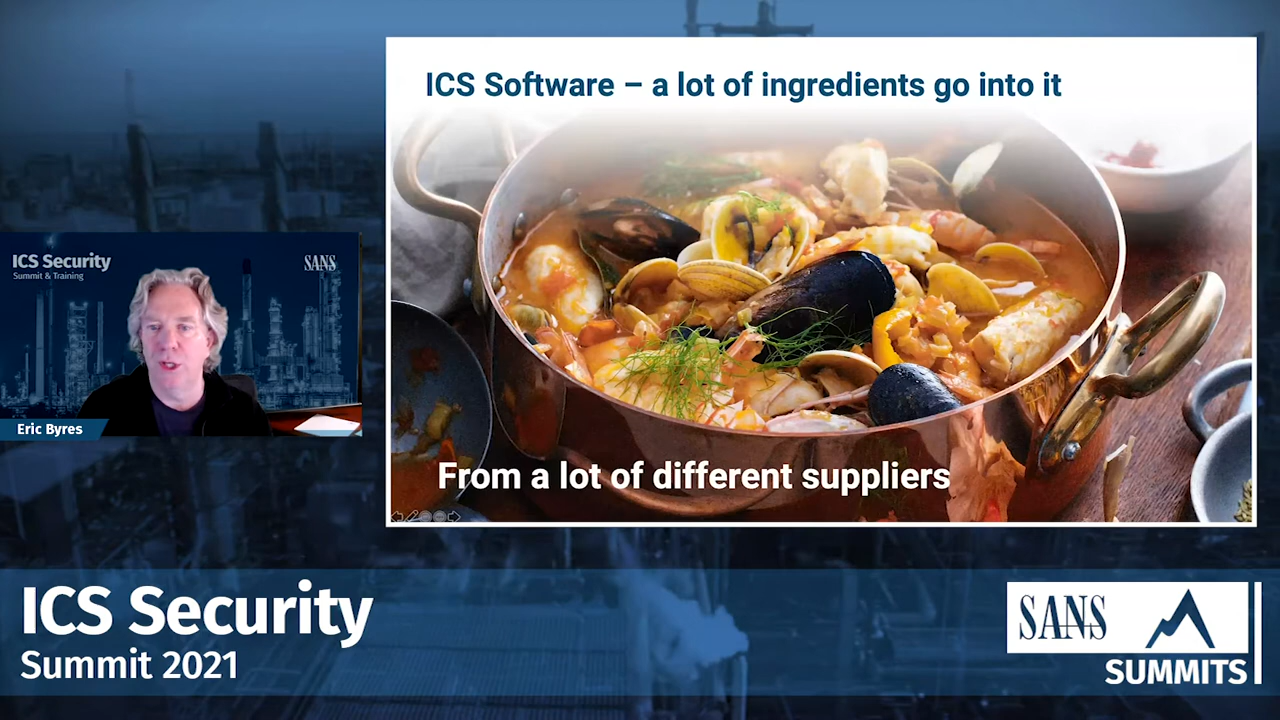 ICS Software – a lot of ingredients go into it
ICS Security
Summit & Training
SANS
Eric Byres
From a lot of different suppliers
ICS Security
Summit 2021
SANS
SUMMITS